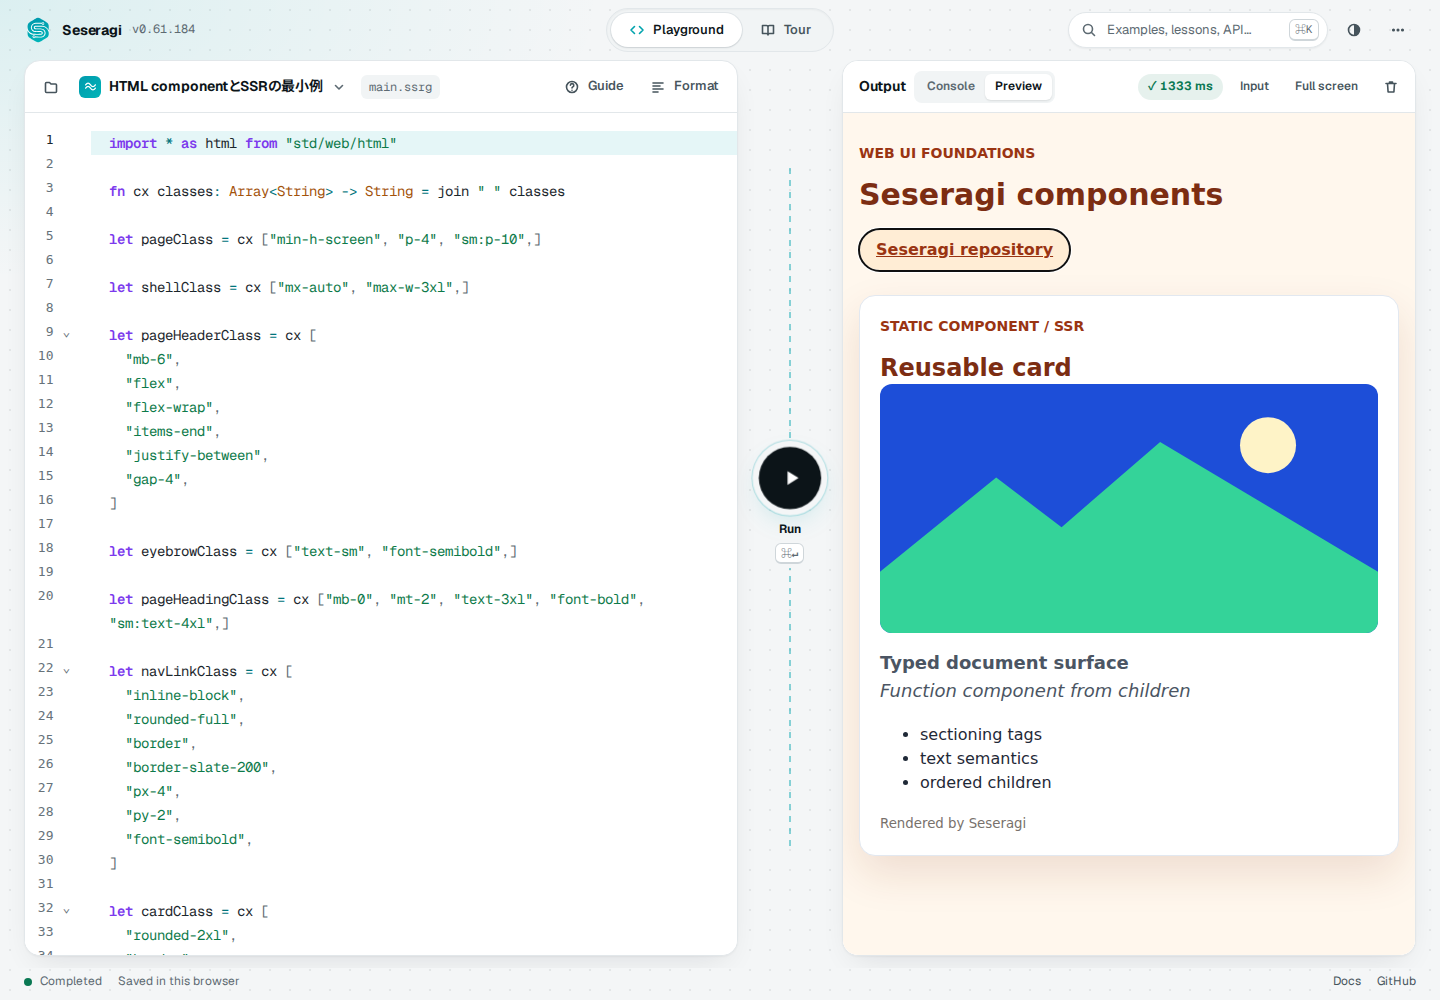 Seseragi v0.61.184
Playground
Tour
Examples, lessons, API...
⌘K
HTML componentとSSRの最小例
main.ssrg
Guide
Format
1 import * as html from "std/web/html"
2
3 fn cx classes: Array<String> -> String = join " " classes
4
5 let pageClass = cx ["min-h-screen", "p-4", "sm:p-10",]
6
7 let shellClass = cx ["mx-auto", "max-w-3xl",]
8
9 let pageHeaderClass = cx [
10 "mb-6",
11 "flex",
12 "flex-wrap",
13 "items-end",
14 "justify-between",
15 "gap-4",
16 ]
17
18 let eyebrowClass = cx ["text-sm", "font-semibold",]
19
20 let pageHeadingClass = cx ["mb-0", "mt-2", "text-3xl", "font-bold",
"sm:text-4xl",]
21
22 let navLinkClass = cx [
23 "inline-block",
24 "rounded-full",
25 "border",
26 "border-slate-200",
27 "px-4",
28 "py-2",
29 "font-semibold",
30 ]
31
32 let cardClass = cx [
33 "rounded-2xl",
34
Run
⌘↵
Output
Console
Preview
✓ 1333 ms
Input
Full screen
WEB UI FOUNDATIONS
Seseragi components
Seseragi repository
STATIC COMPONENT / SSR
Reusable card
Typed document surface
Function component from children
• sectioning tags
• text semantics
• ordered children
Rendered by Seseragi
Completed
Saved in this browser
Docs
GitHub